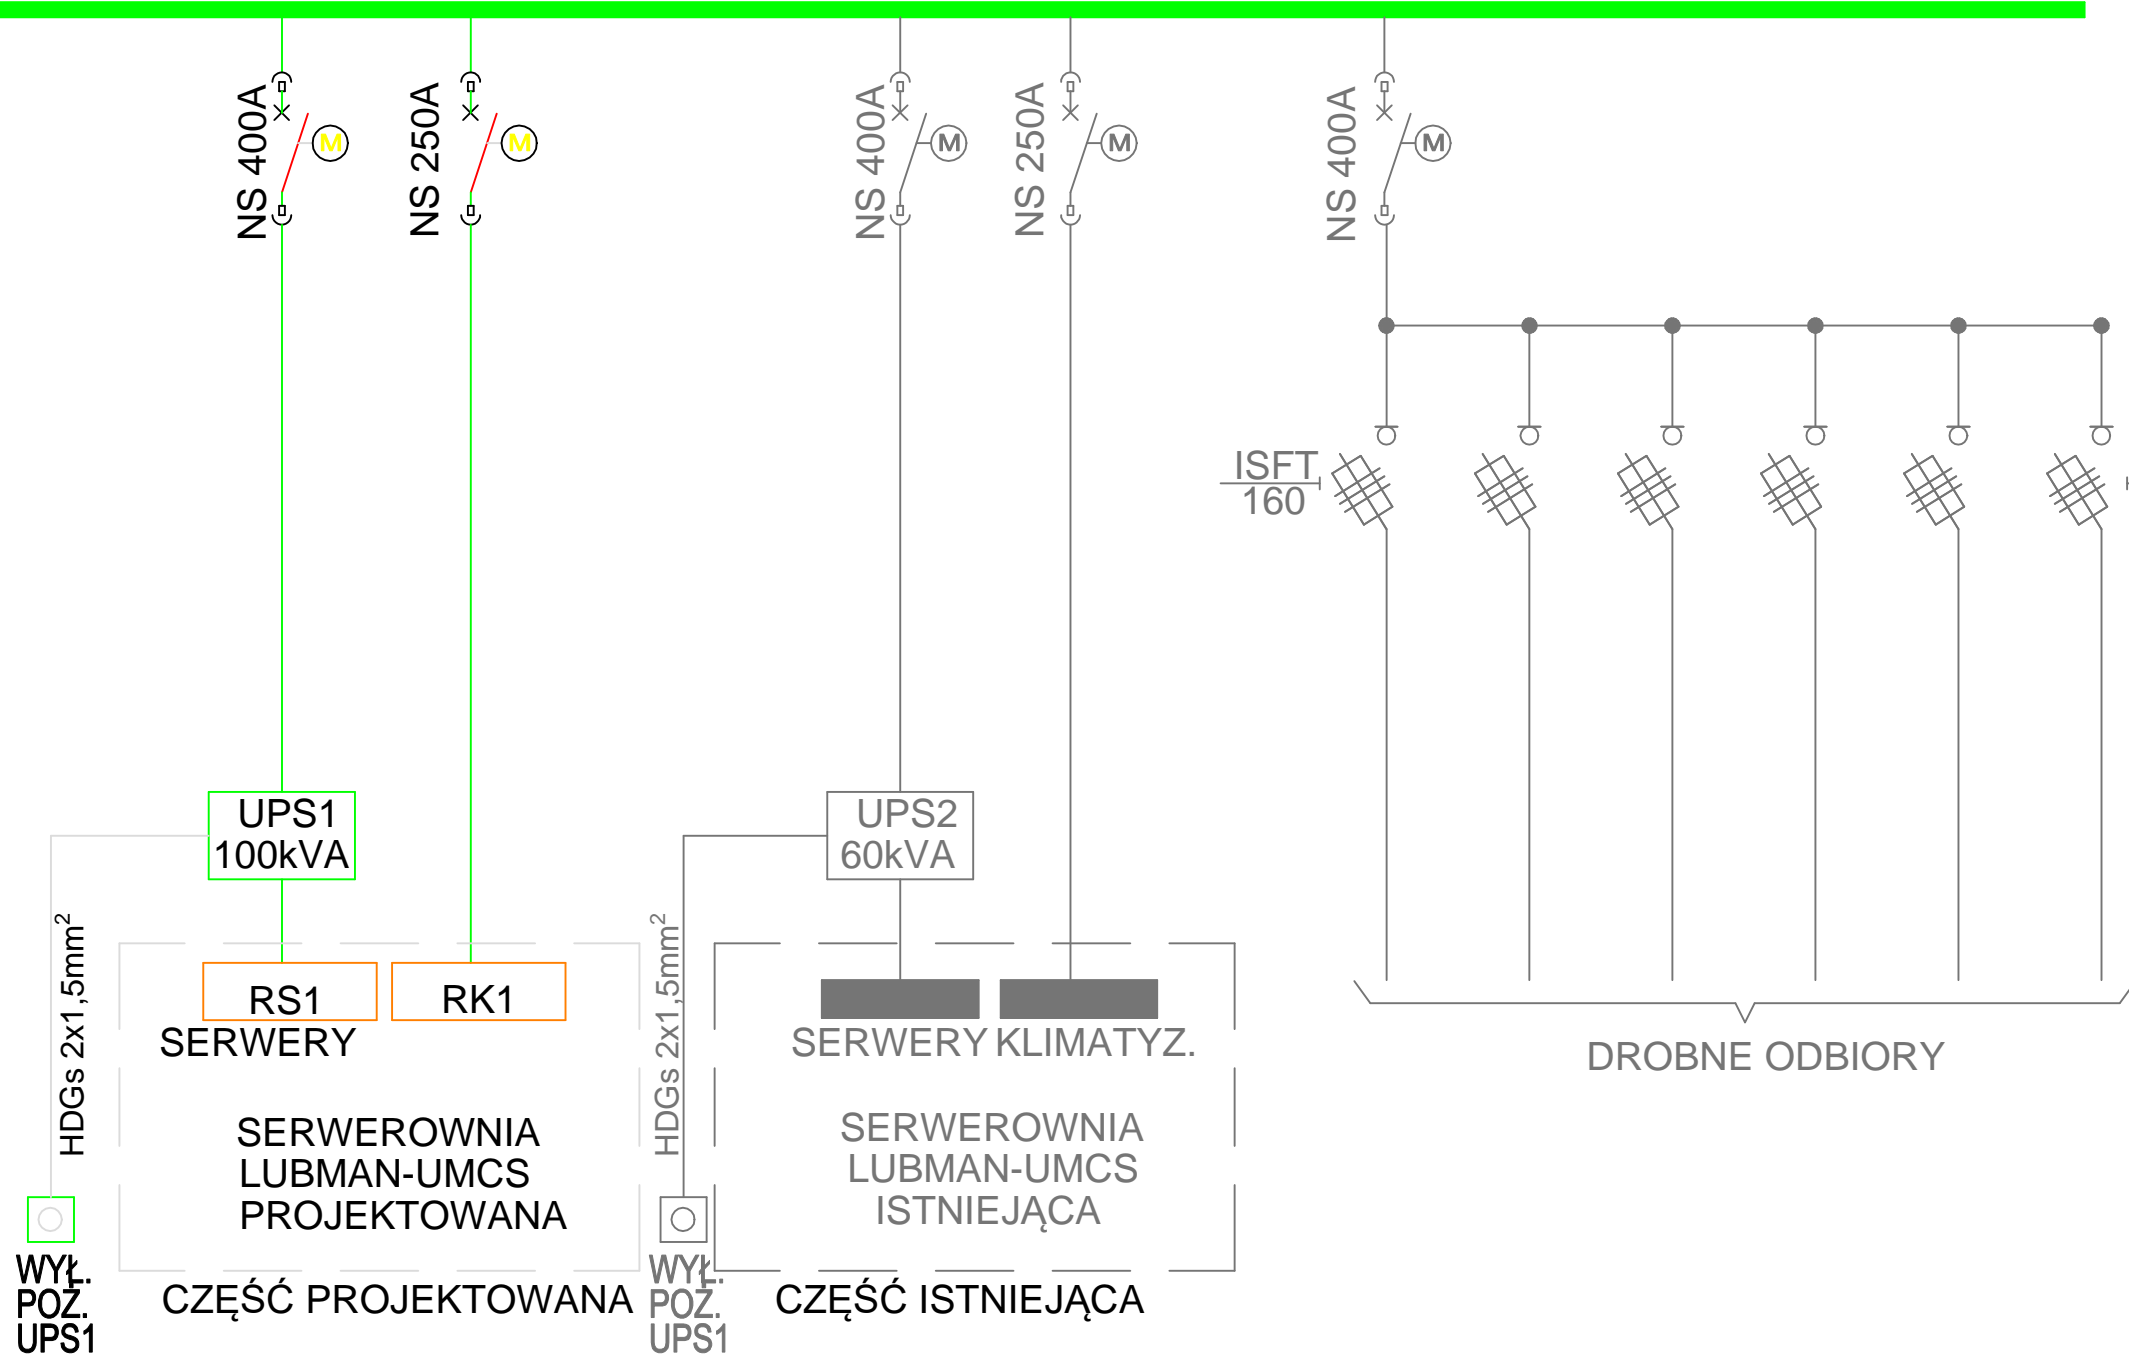 NS 400A
M
NS 250A
M
NS 400A
M
NS 250A
M
NS 400A
M
ISFT
160
UPS1
100kVA
UPS2
60kVA
HDGs 2x1,5mm²
HDGs 2x1,5mm²
RS1
RK1
SERWERY
SERWERY
KLIMATYZ.
DROBNE ODBIORY
SERWEROWNIA
LUBMAN-UMCS
PROJEKTOWANA
SERWEROWNIA
LUBMAN-UMCS
ISTNIEJĄCA
WYŁ.
POŻ.
UPS1
CZĘŚĆ PROJEKTOWANA
WYŁ.
POŻ.
UPS1
CZĘŚĆ ISTNIEJĄCA